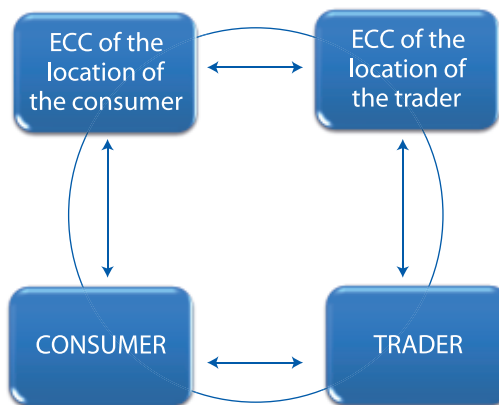 ECC of the
location of
the consumer
ECC of the
location of
the trader
CONSUMER
TRADER